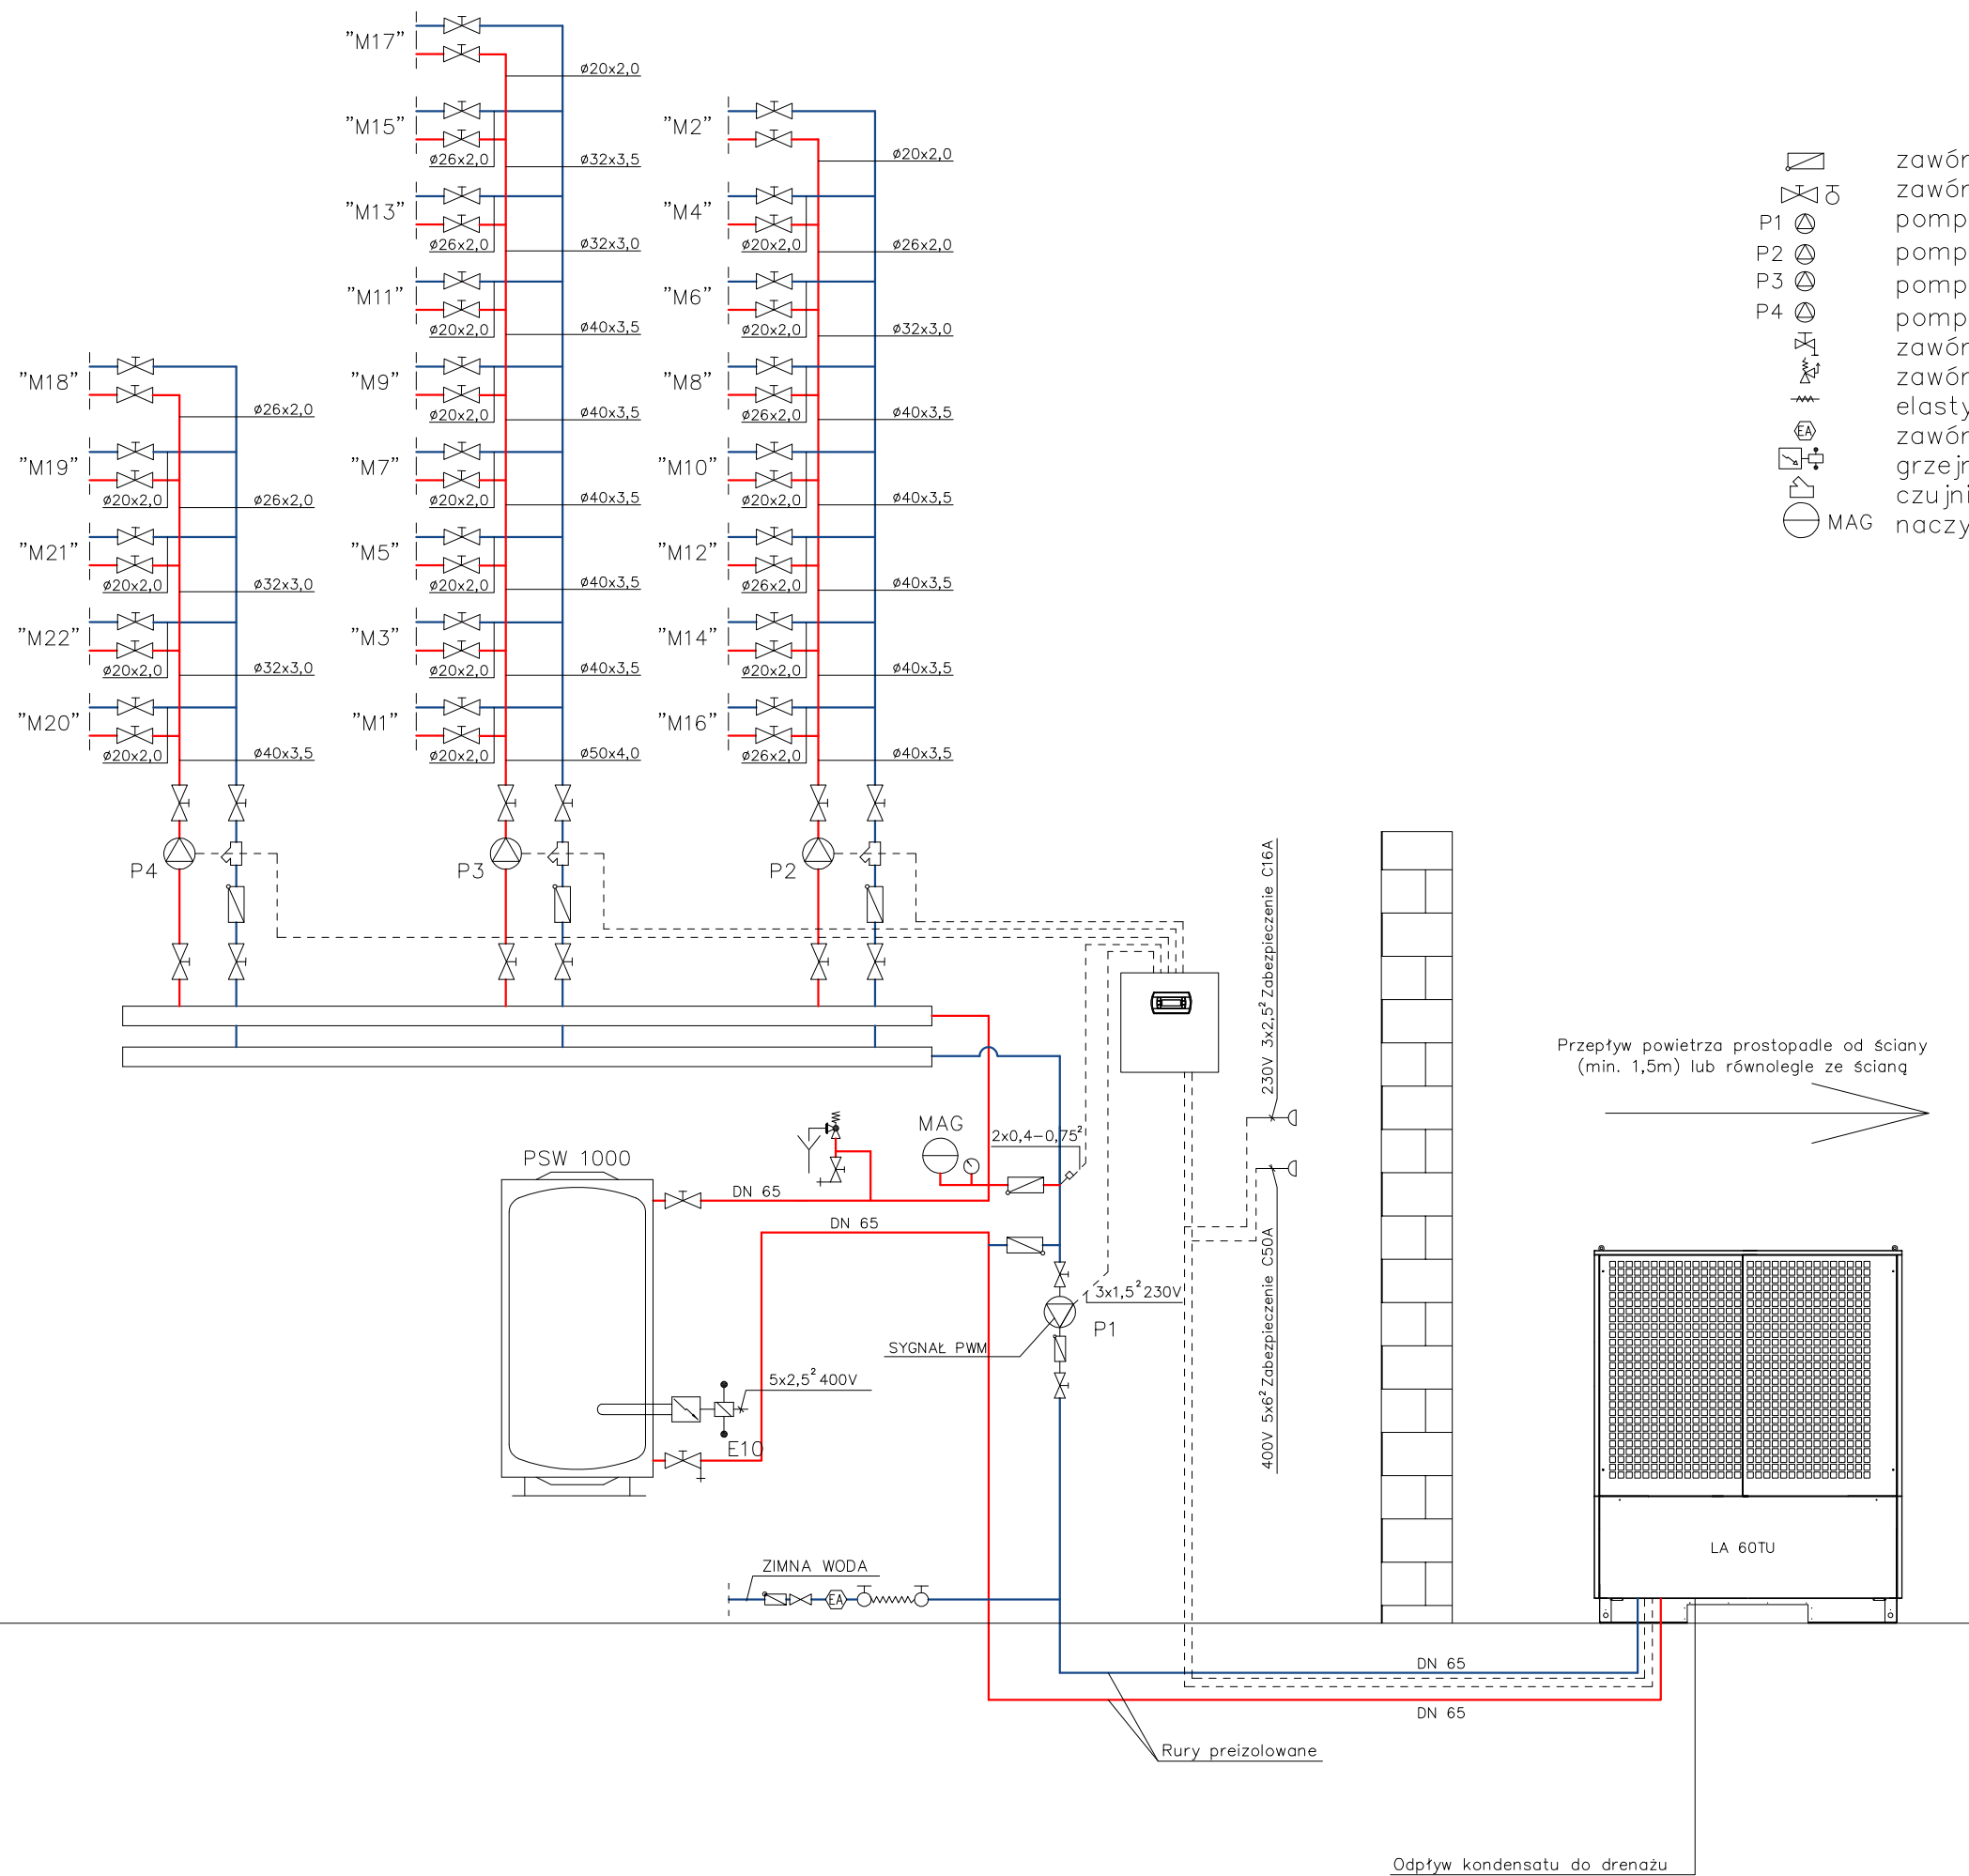 "M17"
ø20x2,0
"M15"
ø26x2,0
ø32x3,5
"M13"
ø26x2,0
ø32x3,0
"M11"
ø20x2,0
ø40x3,5
"M9"
ø20x2,0
ø40x3,5
"M7"
ø20x2,0
ø40x3,5
"M5"
ø20x2,0
ø40x3,5
"M3"
ø20x2,0
ø40x3,5
"M1"
ø20x2,0
ø50x4,0
"M2"
ø20x2,0
"M4"
ø20x2,0
ø26x2,0
"M6"
ø20x2,0
ø32x3,0
"M8"
ø26x2,0
ø40x3,5
"M10"
ø20x2,0
ø40x3,5
"M12"
ø26x2,0
ø40x3,5
"M14"
ø20x2,0
ø40x3,5
"M16"
ø26x2,0
ø40x3,5
"M18"
ø26x2,0
"M19"
ø20x2,0
ø26x2,0
"M21"
ø20x2,0
ø32x3,0
"M22"
ø20x2,0
ø32x3,0
"M20"
ø20x2,0
ø40x3,5
P4
P3
P2
zawór
zawór
P1 pomp
P2 pomp
P3 pomp
P4 pomp
zawór
zawór
elasty
EA zawór
grzejn
czujni
MAG naczy
230V 3x2,5² Zabezpieczenie C16A
400V 5x6² Zabezpieczenie C50A
Przepływ powietrza prostopadle od ściany
(min. 1,5m) lub równolegle ze ścianą
MAG
2x0,4-0,75²
PSW 1000
DN 65
DN 65
3x1,5² 230V
P1
SYGNAŁ PWM
5x2,5² 400V
E10
LA 60TU
ZIMNA WODA
EA
DN 65
DN 65
Rury preizolowane
Odpływ kondensatu do drenażu